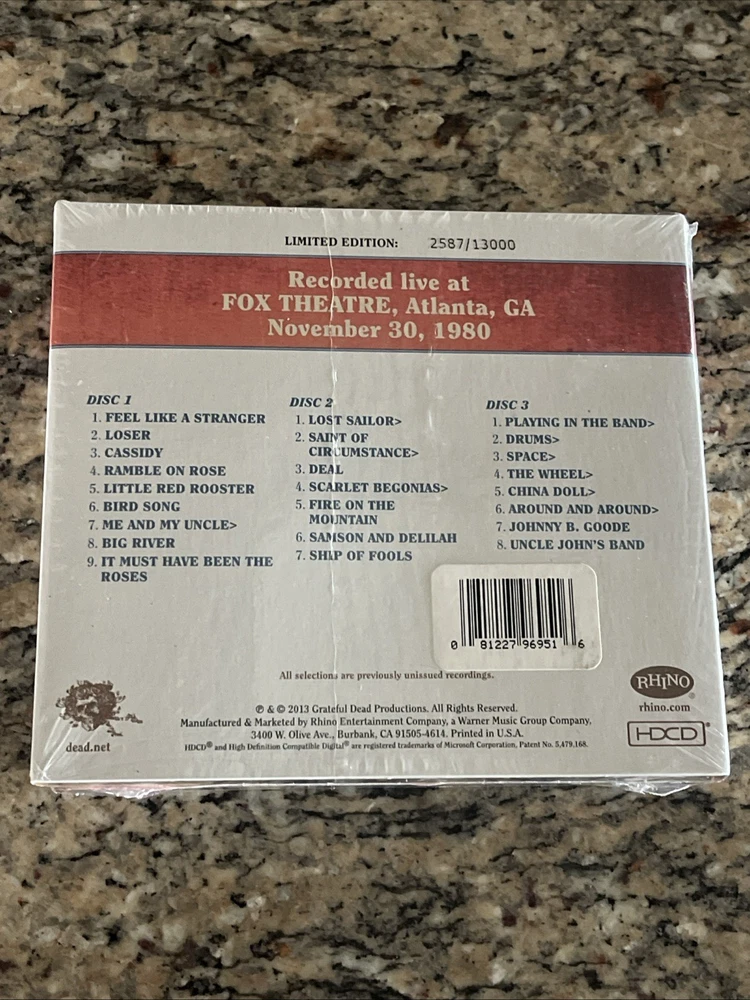 LIMITED EDITION: 2587/13000
Recorded live at
FOX THEATRE, Atlanta, GA
November 30, 1980
DISC 1
1. FEEL LIKE A STRANGER
2. LOSER
3. CASSIDY
4. RAMBLE ON ROSE
5. LITTLE RED ROOSTER
6. BIRD SONG
7. ME AND MY UNCLE>
8. BIG RIVER
9. IT MUST HAVE BEEN THE
ROSES
DISC 2
1. LOST SAILOR>
2. SAINT OF
CIRCUMSTANCE>
3. DEAL
4. SCARLET BEGONIAS>
5. FIRE ON THE
MOUNTAIN
6. SAMSON AND DELILAH
7. SHIP OF FOOLS
DISC 3
1. PLAYING IN THE BAND>
2. DRUMS>
3. SPACE>
4. THE WHEEL>
5. CHINA DOLL>
6. AROUND AND AROUND>
7. JOHNNY B. GOODE
8. UNCLE JOHN'S BAND
0 81227 96951 6
All selections are previously unissued recordings.
℗ & © 2013 Grateful Dead Productions. All Rights Reserved.
Manufactured & Marketed by Rhino Entertainment Company, a Warner Music Group Company,
3400 W. Olive Ave., Burbank, CA 91505-4614. Printed in U.S.A.
HDCD® and High Definition Compatible Digital® are registered trademarks of Microsoft Corporation, Patent No. 5,479,168.
dead.net
RHINO®
rhino.com
HDCD®